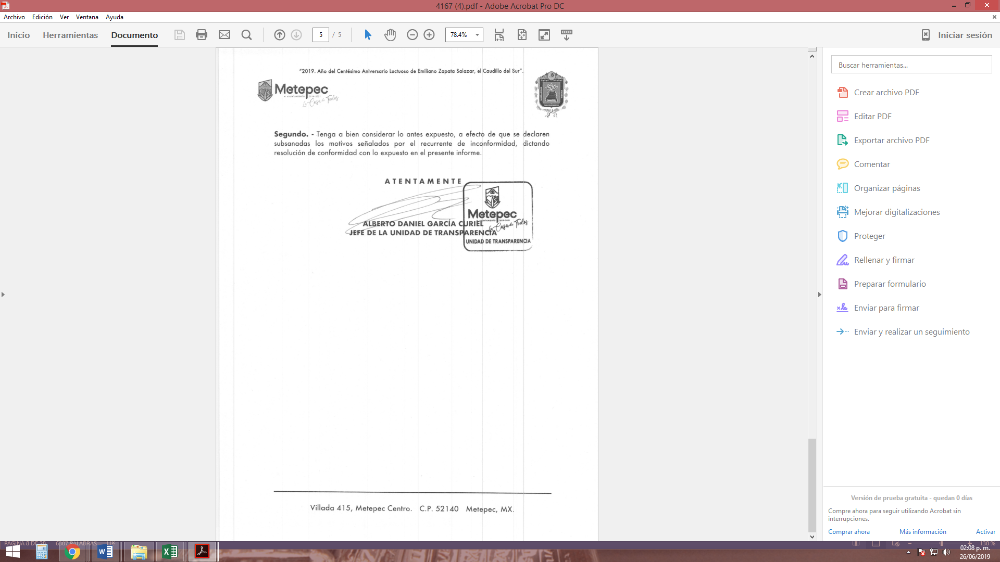 4167 (4).pdf - Adobe Acrobat Pro DC
Archivo Edición Ver Ventana Ayuda
Inicio Herramientas Documento 5 / 5 78.4% Iniciar sesión
"2019. Año del Centésimo Aniversario Luctuoso de Emiliano Zapata Salazar, el Caudillo del Sur".
Metepec
H. AYUNTAMIENTO 2019-2021
La Casa de Todos
Segundo. - Tenga a bien considerar lo antes expuesto, a efecto de que se declaren
subsanadas los motivos señalados por el recurrente de inconformidad, dictando
resolución de conformidad con lo expuesto en el presente informe.
ATENTAMENTE
ALBERTO DANIEL GARCÍA CURIEL
JEFE DE LA UNIDAD DE TRANSPARENCIA
Metepec
AYUNTAMIENTO 2019-2021
La Casa de Todos
UNIDAD DE TRANSPARENCIA
Villada 415, Metepec Centro. C.P. 52140 Metepec, MX.
Buscar herramientas...
Crear archivo PDF
Editar PDF
Exportar archivo PDF
Comentar
Organizar páginas
Mejorar digitalizaciones
Proteger
Rellenar y firmar
Preparar formulario
Enviar para firmar
Enviar y realizar un seguimiento
Versión de prueba gratuita - quedan 0 días
Compre ahora para seguir utilizando Acrobat sin
interrupciones.
Comprar ahora Más información Activar
PÁGINA 8 DE 28 6307 PALABRAS 130 %
02:08 p. m.
26/06/2019